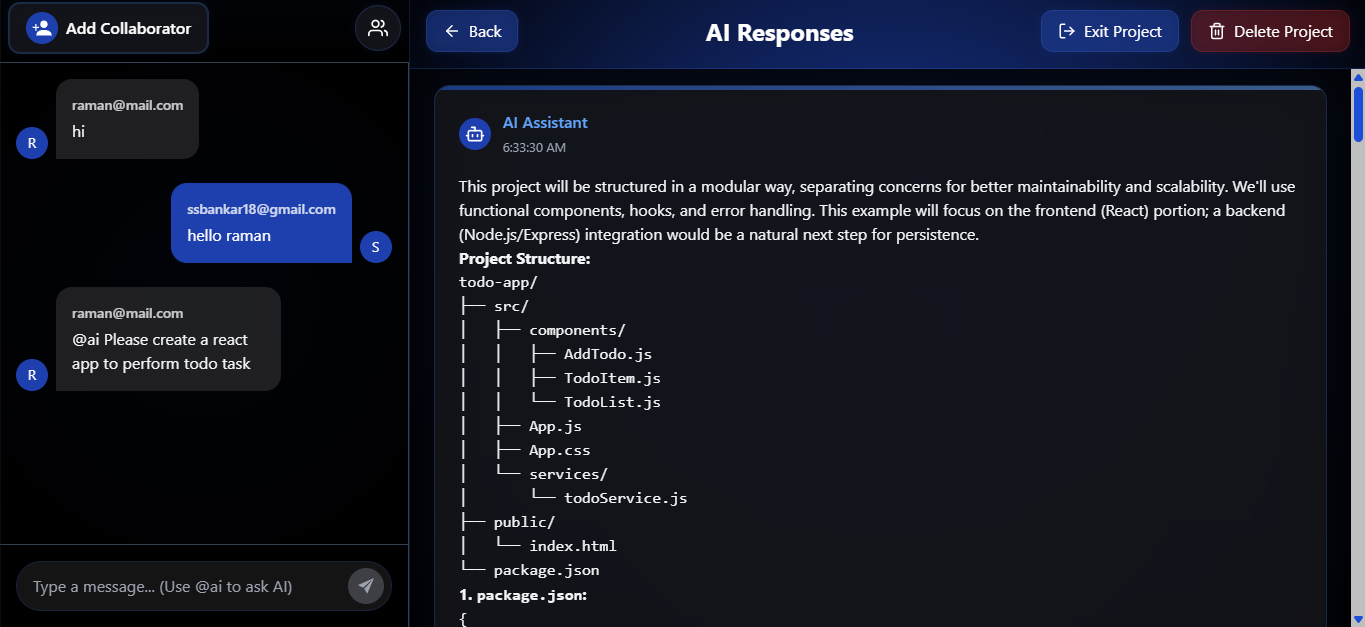 Add Collaborator
raman@mail.com
hi
R
ssbankar18@gmail.com
hello raman
S
raman@mail.com
@ai Please create a react
app to perform todo task
R
Type a message... (Use @ai to ask AI)
Back
AI Responses
Exit Project
Delete Project
AI Assistant
6:33:30 AM
This project will be structured in a modular way, separating concerns for better maintainability and scalability. We'll use
functional components, hooks, and error handling. This example will focus on the frontend (React) portion; a backend
(Node.js/Express) integration would be a natural next step for persistence.
Project Structure:
todo-app/
├── src/
│   ├── components/
│   │   ├── AddTodo.js
│   │   ├── TodoItem.js
│   │   └── TodoList.js
│   ├── App.js
│   ├── App.css
│   └── services/
│       └── todoService.js
├── public/
│   └── index.html
└── package.json
1. package.json:
{